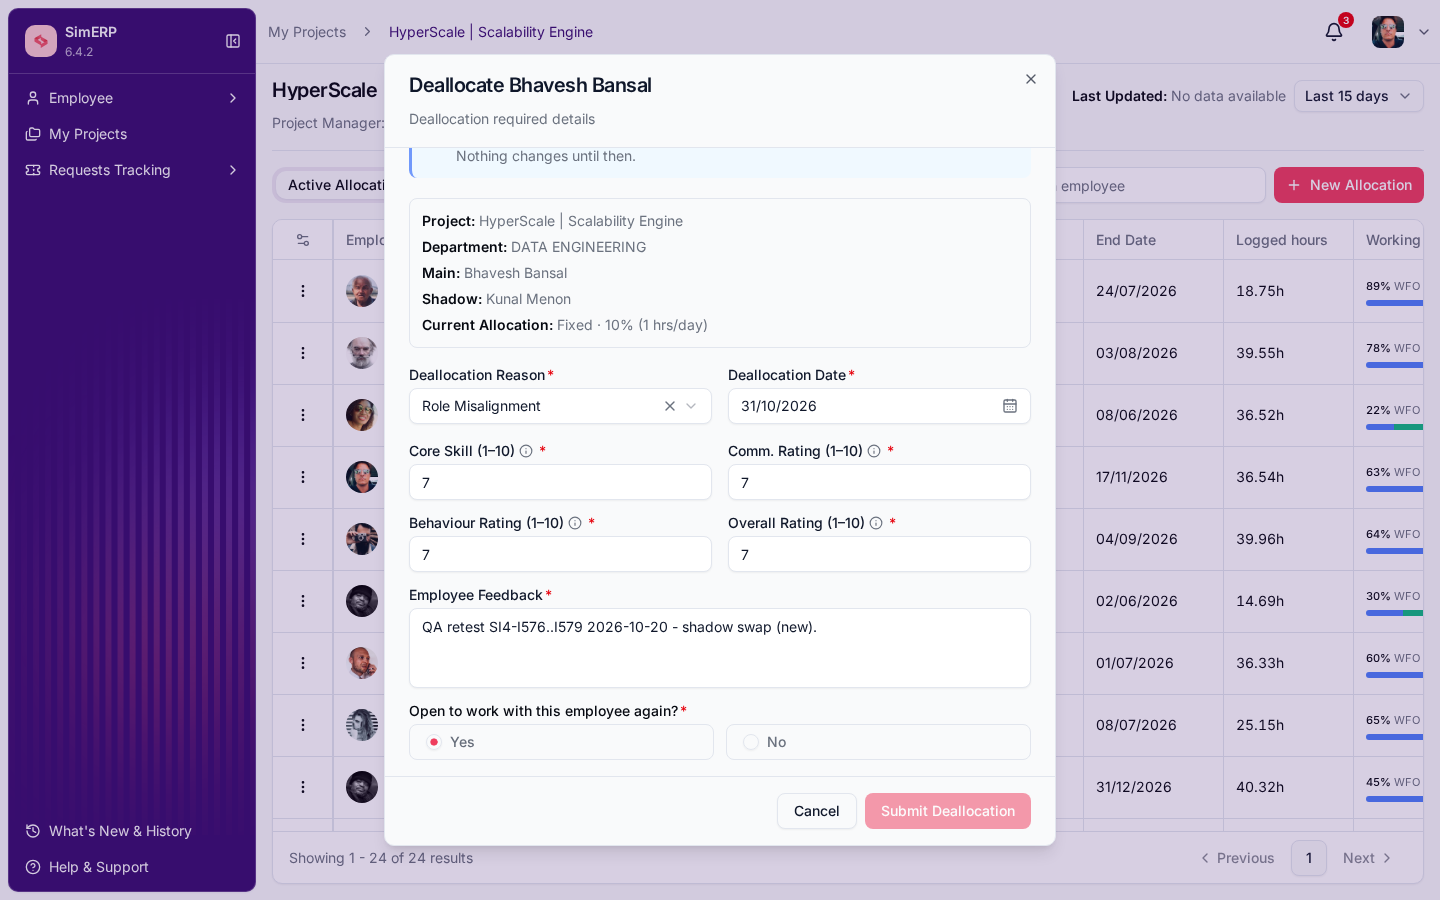 SimERP
6.4.2
Employee
My Projects
Requests Tracking
What's New & History
Help & Support
My Projects > HyperScale | Scalability Engine
3
HyperScale
Project Manager:
Last Updated: No data available
Last 15 days
Active Allocati
employee
+ New Allocation
Emplo
End Date
Logged hours
Working
24/07/2026 18.75h 89% WFO
03/08/2026 39.55h 78% WFO
08/06/2026 36.52h 22% WFO
17/11/2026 36.54h 63% WFO
04/09/2026 39.96h 64% WFO
02/06/2026 14.69h 30% WFO
01/07/2026 36.33h 60% WFO
08/07/2026 25.15h 65% WFO
31/12/2026 40.32h 45% WFO
Showing 1 - 24 of 24 results
Previous 1 Next
Deallocate Bhavesh Bansal
Deallocation required details
Nothing changes until then.
Project: HyperScale | Scalability Engine
Department: DATA ENGINEERING
Main: Bhavesh Bansal
Shadow: Kunal Menon
Current Allocation: Fixed · 10% (1 hrs/day)
Deallocation Reason* Deallocation Date*
Role Misalignment 31/10/2026
Core Skill (1–10) * Comm. Rating (1–10) *
7 7
Behaviour Rating (1–10) * Overall Rating (1–10) *
7 7
Employee Feedback*
QA retest SI4-I576..I579 2026-10-20 - shadow swap (new).
Open to work with this employee again?*
Yes No
Cancel Submit Deallocation